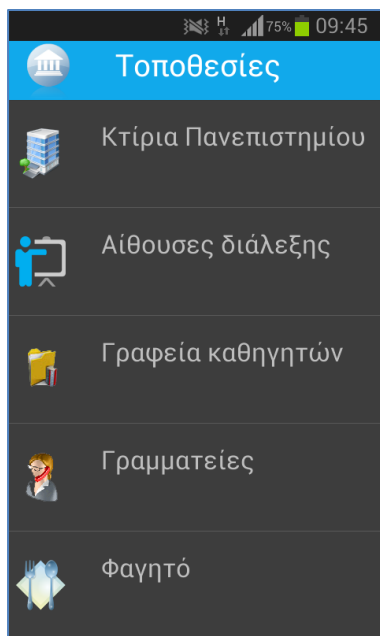 H 75% 09:45
Τοποθεσίες
Κτίρια Πανεπιστημίου
Αίθουσες διάλεξης
Γραφεία καθηγητών
Γραμματείες
Φαγητό